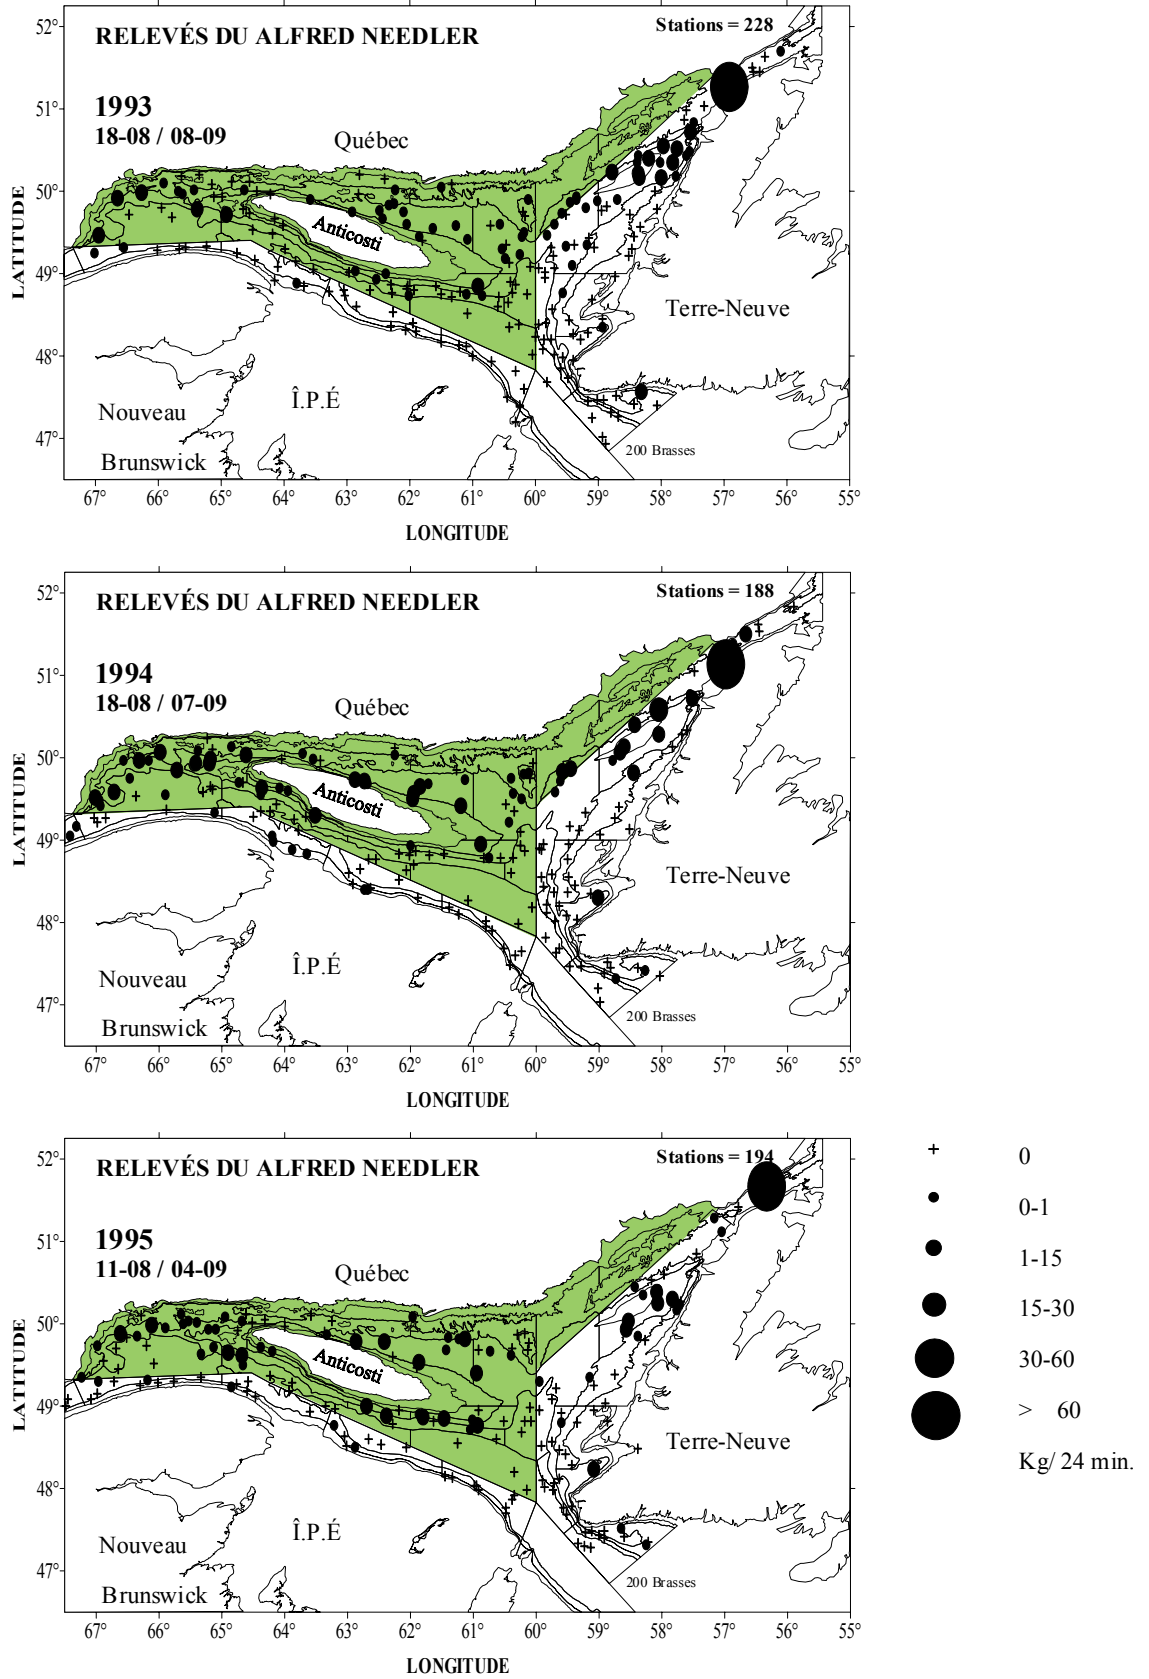 RELEVÉS DU ALFRED NEEDLER
Stations = 228
1993
18-08 / 08-09
Québec
Anticosti
Terre-Neuve
Nouveau
Brunswick
Î.P.É
200 Brasses
52°
51°
50°
49°
48°
47°
LATITUDE
67° 66° 65° 64° 63° 62° 61° 60° 59° 58° 57° 56° 55°
LONGITUDE
RELEVÉS DU ALFRED NEEDLER
Stations = 188
1994
18-08 / 07-09
Québec
Anticosti
Terre-Neuve
Nouveau
Brunswick
Î.P.É
200 Brasses
52°
51°
50°
49°
48°
47°
LATITUDE
67° 66° 65° 64° 63° 62° 61° 60° 59° 58° 57° 56° 55°
LONGITUDE
RELEVÉS DU ALFRED NEEDLER
Stations = 194
1995
11-08 / 04-09
Québec
Anticosti
Terre-Neuve
Nouveau
Brunswick
Î.P.É
200 Brasses
52°
51°
50°
49°
48°
47°
LATITUDE
67° 66° 65° 64° 63° 62° 61° 60° 59° 58° 57° 56° 55°
LONGITUDE
0
0-1
1-15
15-30
30-60
> 60
Kg/ 24 min.